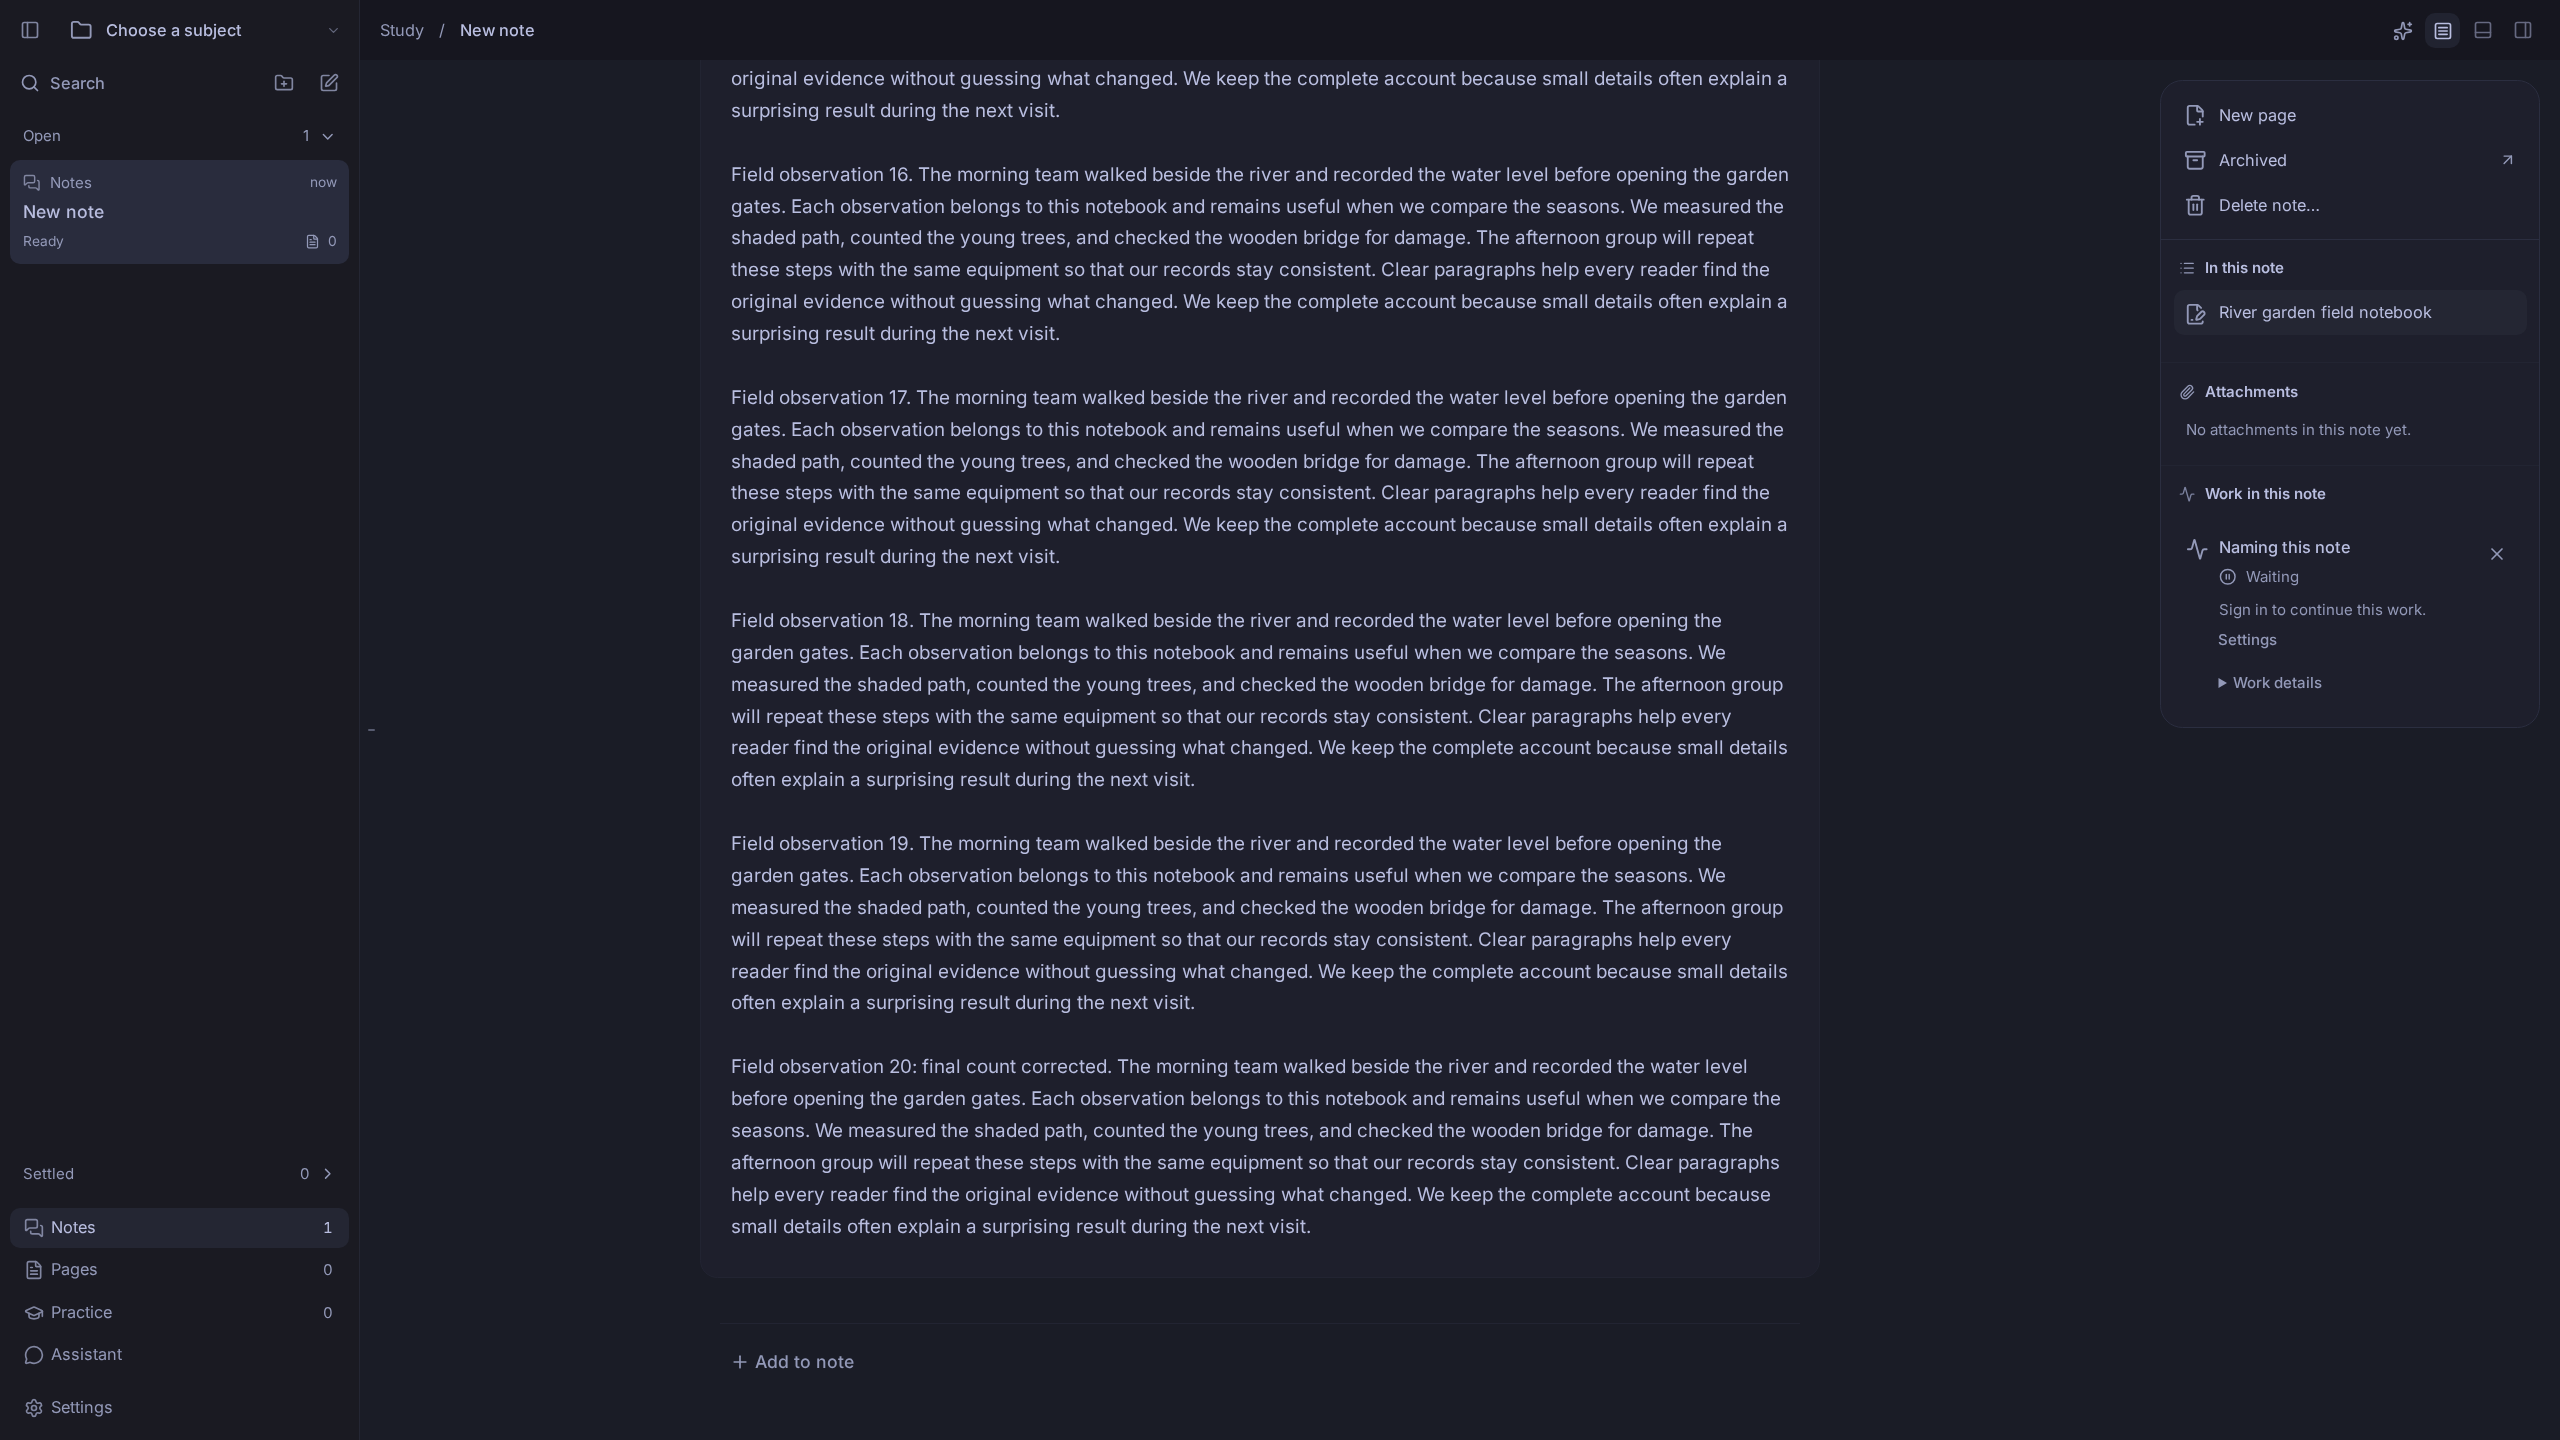 Choose a subject
Search
Open 1
Notes now
New note
Ready 0
Settled 0
Notes 1
Pages 0
Practice 0
Assistant
Settings
Study / New note
original evidence without guessing what changed. We keep the complete account because small details often explain a
surprising result during the next visit.
Field observation 16. The morning team walked beside the river and recorded the water level before opening the garden
gates. Each observation belongs to this notebook and remains useful when we compare the seasons. We measured the
shaded path, counted the young trees, and checked the wooden bridge for damage. The afternoon group will repeat
these steps with the same equipment so that our records stay consistent. Clear paragraphs help every reader find the
original evidence without guessing what changed. We keep the complete account because small details often explain a
surprising result during the next visit.
Field observation 17. The morning team walked beside the river and recorded the water level before opening the garden
gates. Each observation belongs to this notebook and remains useful when we compare the seasons. We measured the
shaded path, counted the young trees, and checked the wooden bridge for damage. The afternoon group will repeat
these steps with the same equipment so that our records stay consistent. Clear paragraphs help every reader find the
original evidence without guessing what changed. We keep the complete account because small details often explain a
surprising result during the next visit.
Field observation 18. The morning team walked beside the river and recorded the water level before opening the
garden gates. Each observation belongs to this notebook and remains useful when we compare the seasons. We
measured the shaded path, counted the young trees, and checked the wooden bridge for damage. The afternoon group
will repeat these steps with the same equipment so that our records stay consistent. Clear paragraphs help every
reader find the original evidence without guessing what changed. We keep the complete account because small details
often explain a surprising result during the next visit.
Field observation 19. The morning team walked beside the river and recorded the water level before opening the
garden gates. Each observation belongs to this notebook and remains useful when we compare the seasons. We
measured the shaded path, counted the young trees, and checked the wooden bridge for damage. The afternoon group
will repeat these steps with the same equipment so that our records stay consistent. Clear paragraphs help every
reader find the original evidence without guessing what changed. We keep the complete account because small details
often explain a surprising result during the next visit.
Field observation 20: final count corrected. The morning team walked beside the river and recorded the water level
before opening the garden gates. Each observation belongs to this notebook and remains useful when we compare the
seasons. We measured the shaded path, counted the young trees, and checked the wooden bridge for damage. The
afternoon group will repeat these steps with the same equipment so that our records stay consistent. Clear paragraphs
help every reader find the original evidence without guessing what changed. We keep the complete account because
small details often explain a surprising result during the next visit.
Add to note
New page
Archived
Delete note...
In this note
River garden field notebook
Attachments
No attachments in this note yet.
Work in this note
Naming this note
Waiting
Sign in to continue this work.
Settings
Work details